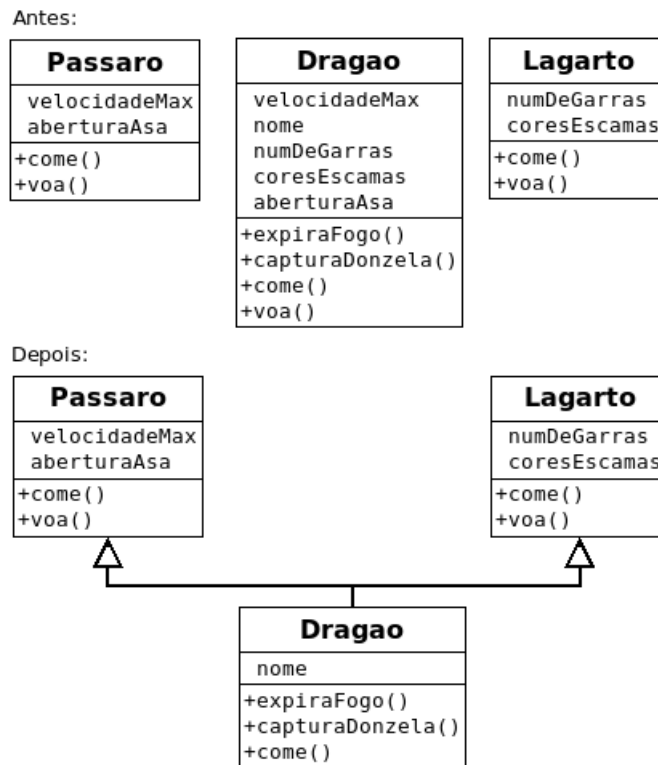 Antes:
Passaro
velocidadeMax
aberturaAsa
+come()
+voa()
Dragao
velocidadeMax
nome
numDeGarras
coresEscamas
aberturaAsa
+expiraFogo()
+capturaDonzela()
+come()
+voa()
Lagarto
numDeGarras
coresEscamas
+come()
+voa()
Depois:
Passaro
velocidadeMax
aberturaAsa
+come()
+voa()
Lagarto
numDeGarras
coresEscamas
+come()
+voa()
Dragao
nome
+expiraFogo()
+capturaDonzela()
+come()